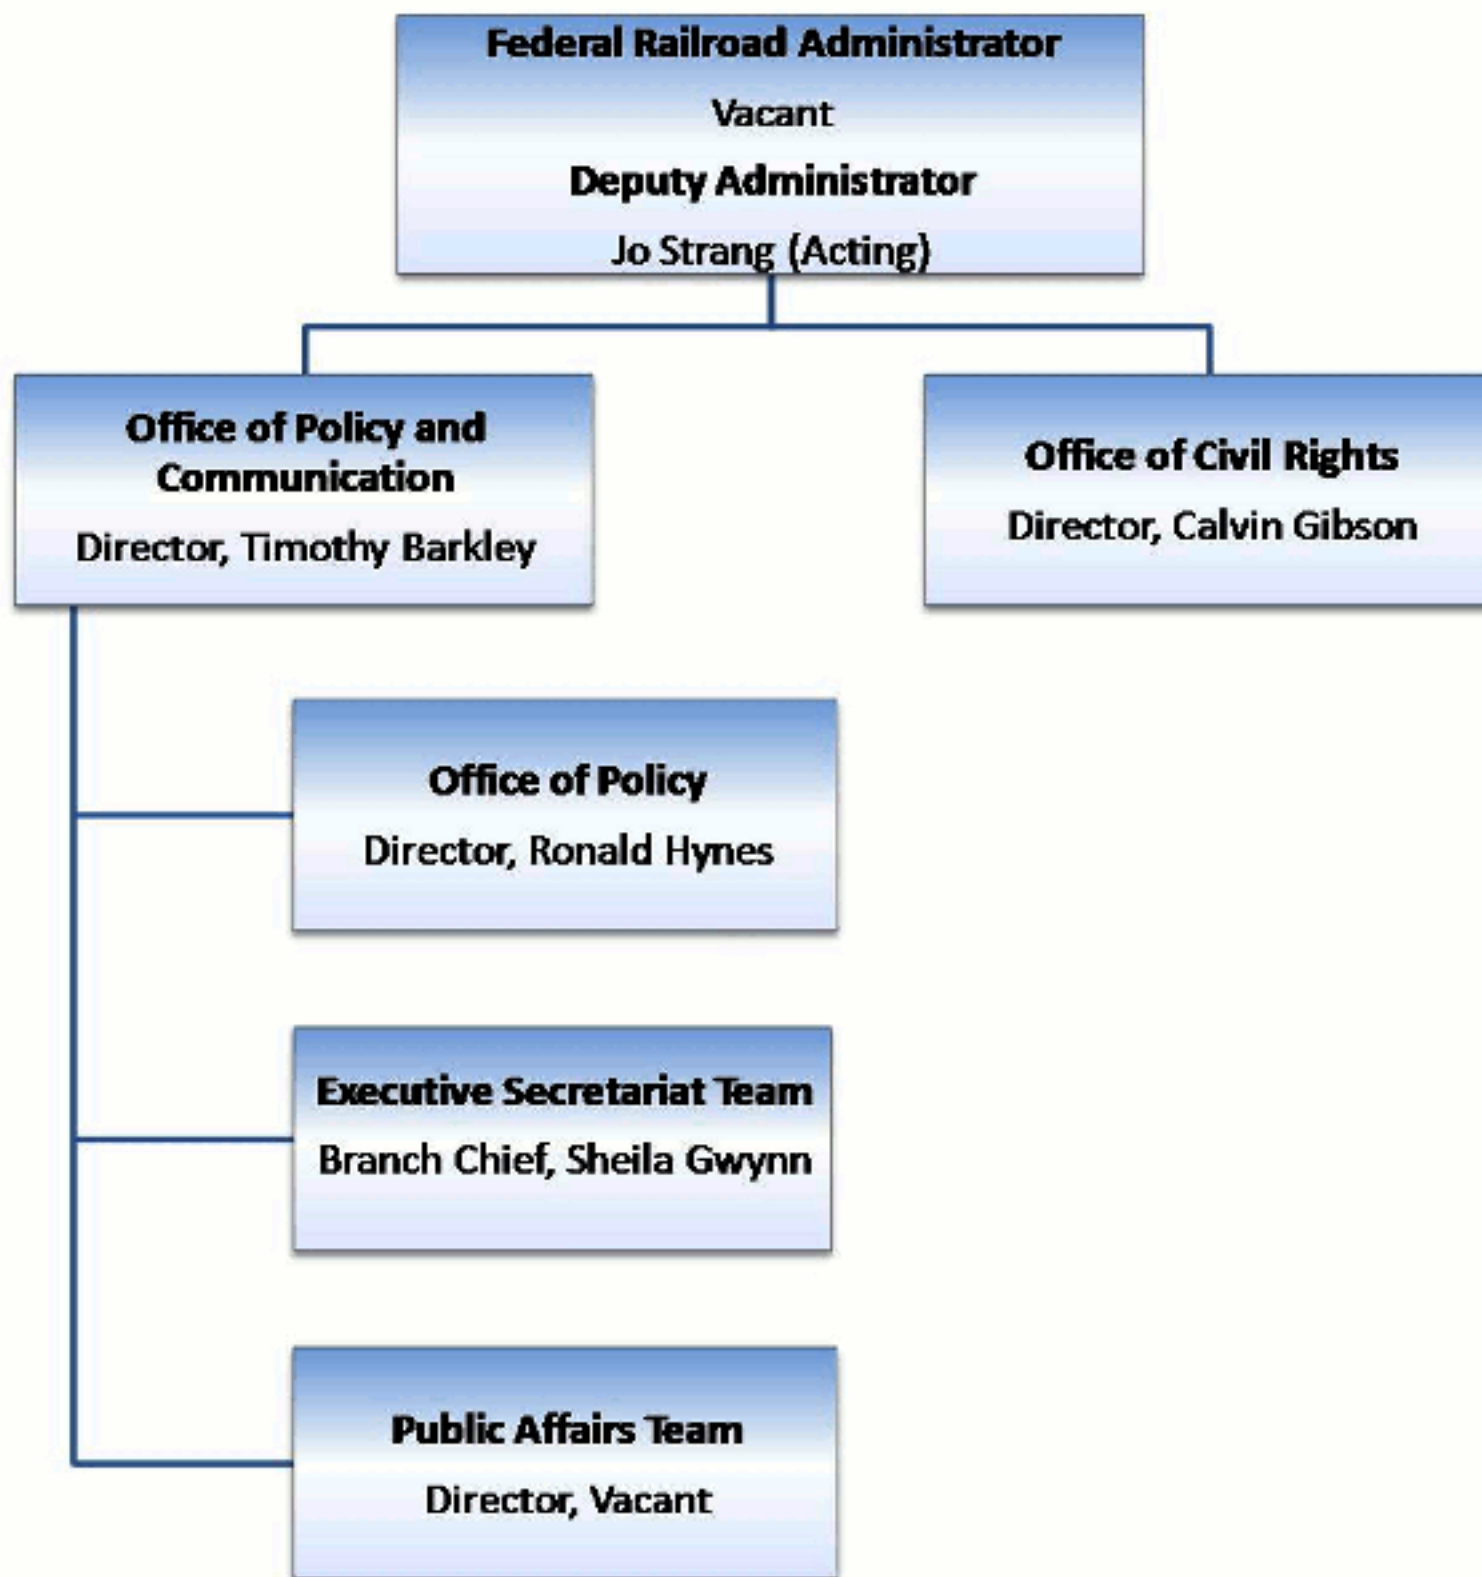 Federal Railroad Administrator
Vacant
Deputy Administrator
Jo Strang (Acting)
Office of Policy and
Communication
Director, Timothy Barkley
Office of Civil Rights
Director, Calvin Gibson
Office of Policy
Director, Ronald Hynes
Executive Secretariat Team
Branch Chief, Sheila Gwynn
Public Affairs Team
Director, Vacant